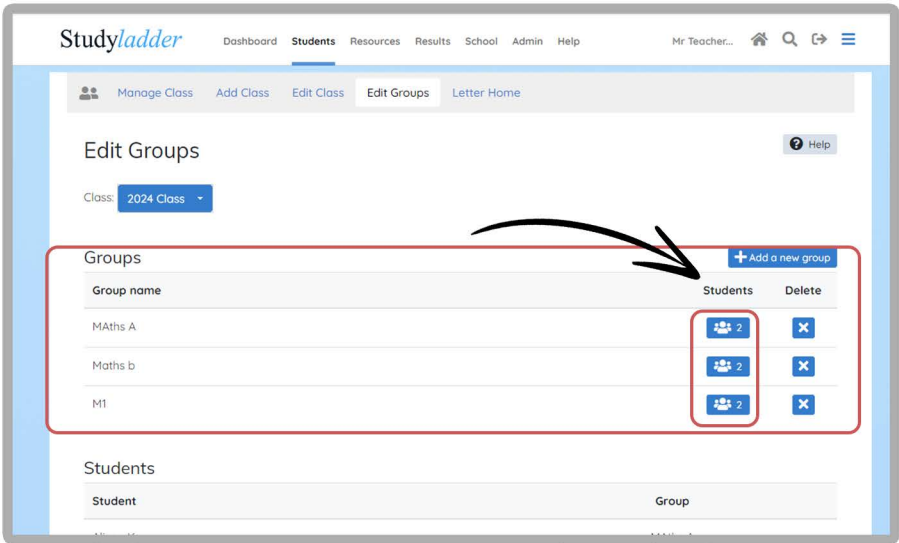 Studyladder
Dashboard Students Resources Results School Admin Help Mr Teacher...
Manage Class Add Class Edit Class Edit Groups Letter Home
Edit Groups
? Help
Class: 2024 Class
Groups
Add a new group
Group name Students Delete
MAths A 2
Maths b 2
M1 2
Students
Student Group